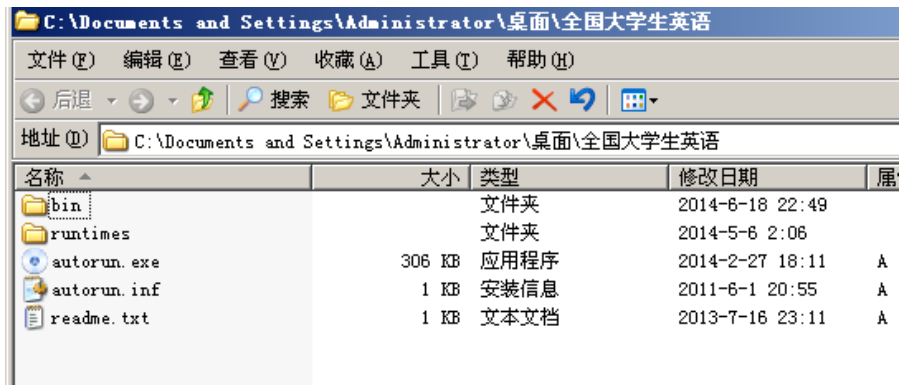 C:\Documents and Settings\Administrator\桌面\全国大学生英语
文件(F) 编辑(E) 查看(V) 收藏(A) 工具(T) 帮助(H)
后退 搜索 文件夹
地址(D) C:\Documents and Settings\Administrator\桌面\全国大学生英语
名称 大小 类型 修改日期 属
bin 文件夹 2014-6-18 22:49
runtimes 文件夹 2014-5-6 2:06
autorun.exe 306 KB 应用程序 2014-2-27 18:11 A
autorun.inf 1 KB 安装信息 2011-6-1 20:55 A
readme.txt 1 KB 文本文档 2013-7-16 23:11 A